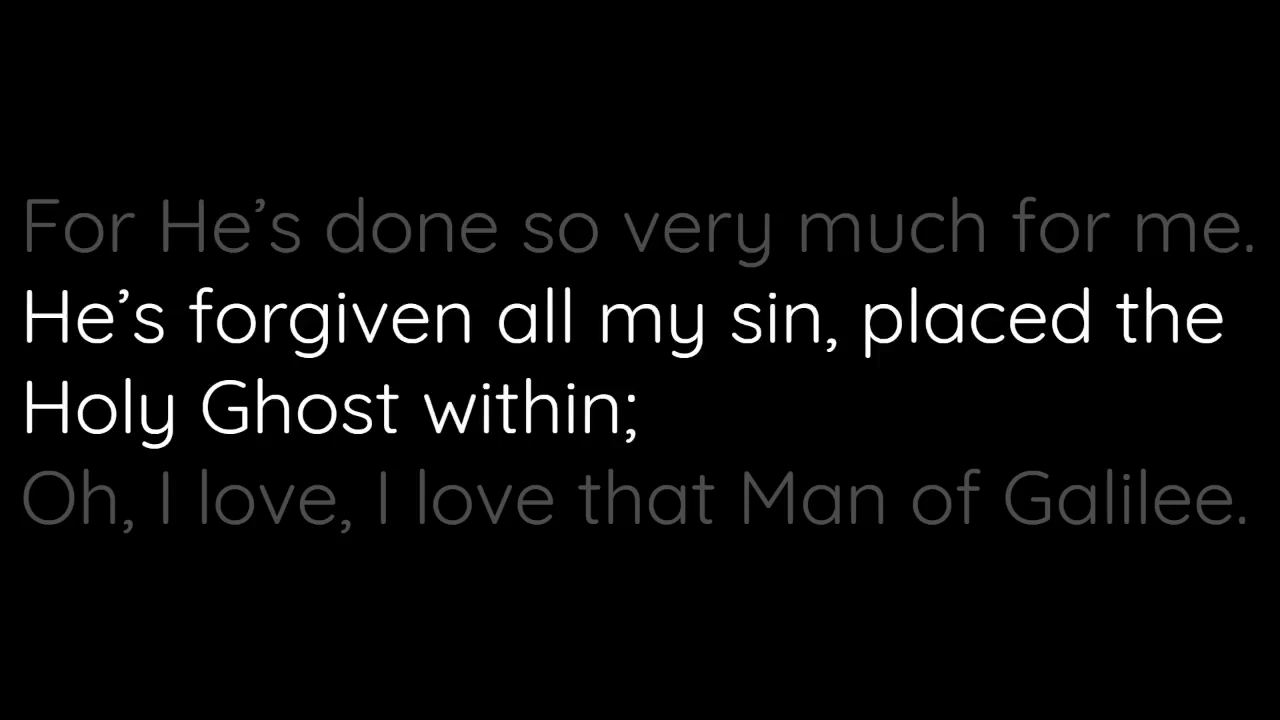 For He’s done so very much for me.
He’s forgiven all my sin, placed the
Holy Ghost within;
Oh, I love, I love that Man of Galilee.